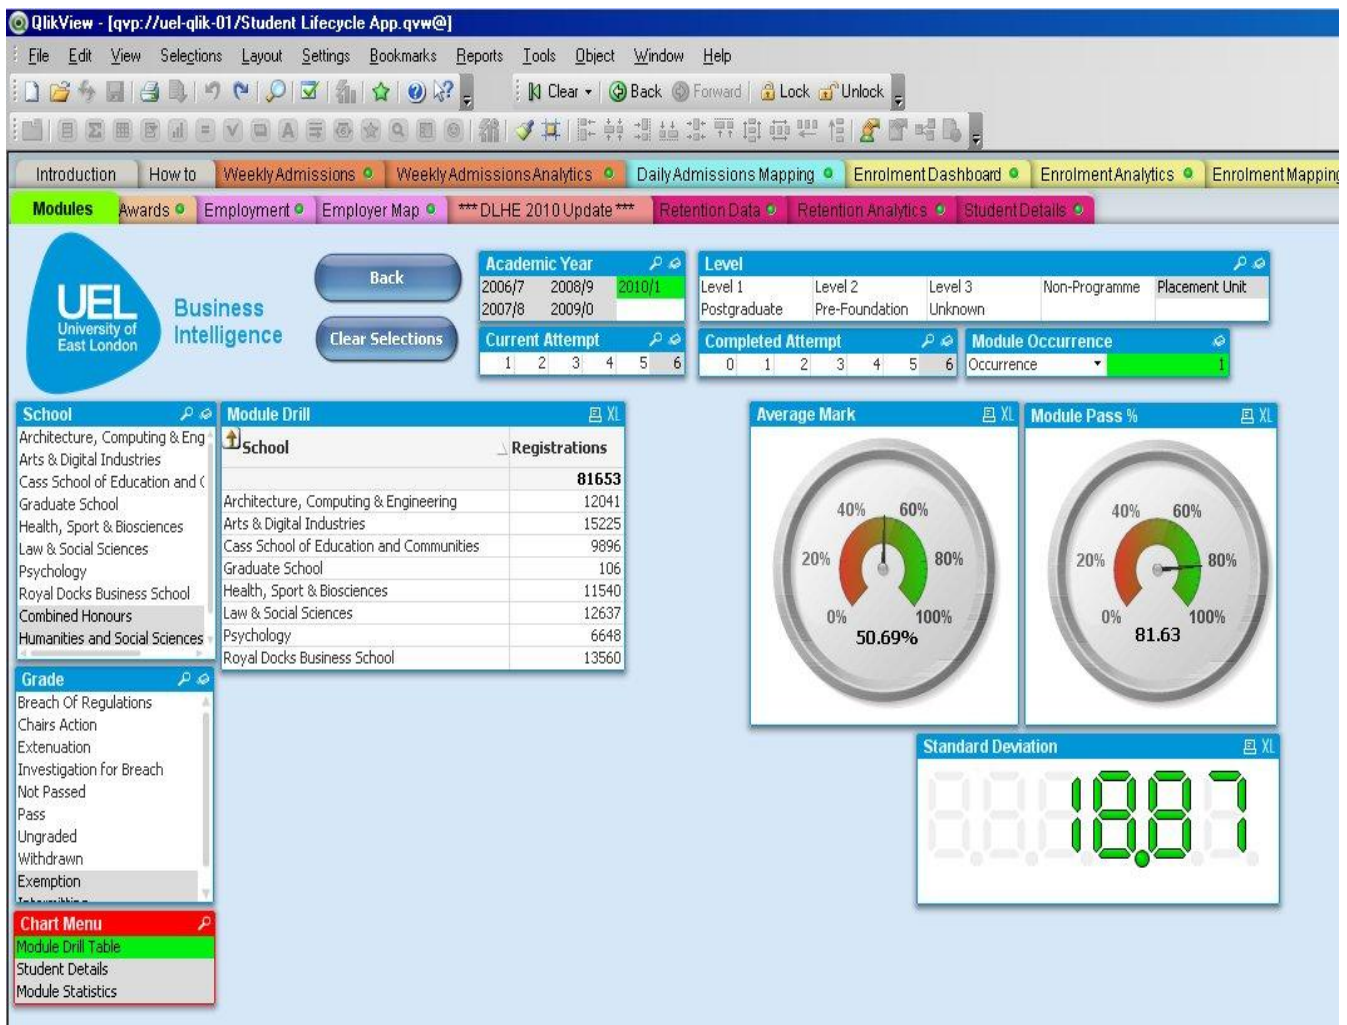 QlikView - [qvp://uel-qlik-01/Student Lifecycle App.qvw@]
File Edit View Selections Layout Settings Bookmarks Reports Tools Object Window Help
Clear Back Forward Lock Unlock
Introduction How to Weekly Admissions Weekly Admissions Analytics Daily Admissions Mapping Enrolment Dashboard Enrolment Analytics Enrolment Mapping
Modules Awards Employment Employer Map *** DLHE 2010 Update *** Retention Data Retention Analytics Student Details
UEL
University of
East London
Business
Intelligence
Back
Clear Selections
Academic Year
2006/7 2008/9 2010/1
2007/8 2009/0
Level
Level 1 Level 2 Level 3 Non-Programme Placement Unit
Postgraduate Pre-Foundation Unknown
Current Attempt
1 2 3 4 5 6
Completed Attempt
0 1 2 3 4 5 6
Module Occurrence
Occurrence 1
School
Architecture, Computing & Eng
Arts & Digital Industries
Cass School of Education and C
Graduate School
Health, Sport & Biosciences
Law & Social Sciences
Psychology
Royal Docks Business School
Combined Honours
Humanities and Social Sciences
Module Drill XL
School Registrations
81653
Architecture, Computing & Engineering 12041
Arts & Digital Industries 15225
Cass School of Education and Communities 9896
Graduate School 106
Health, Sport & Biosciences 11540
Law & Social Sciences 12637
Psychology 6648
Royal Docks Business School 13560
Average Mark XL
40% 60%
20% 80%
0% 100%
50.69%
Module Pass % XL
40% 60%
20% 80%
0% 100%
81.63
Standard Deviation XL
18.87
Grade
Breach Of Regulations
Chairs Action
Extenuation
Investigation for Breach
Not Passed
Pass
Ungraded
Withdrawn
Exemption
Chart Menu
Module Drill Table
Student Details
Module Statistics